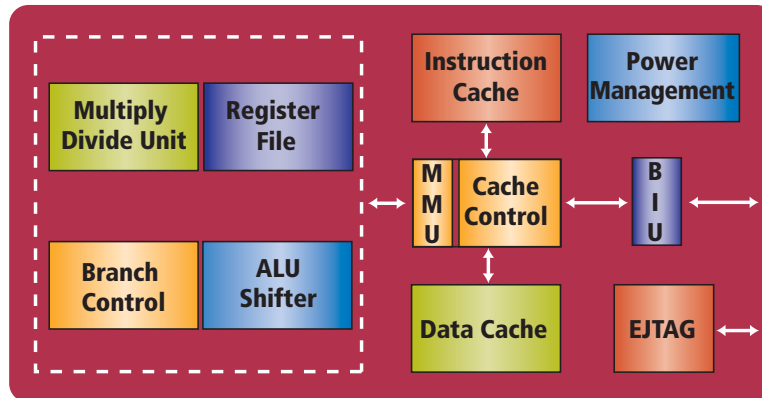 Multiply
Divide Unit
Register
File
Branch
Control
ALU
Shifter
Instruction
Cache
Power
Management
M
M
U
Cache
Control
B
I
U
Data Cache
EJTAG